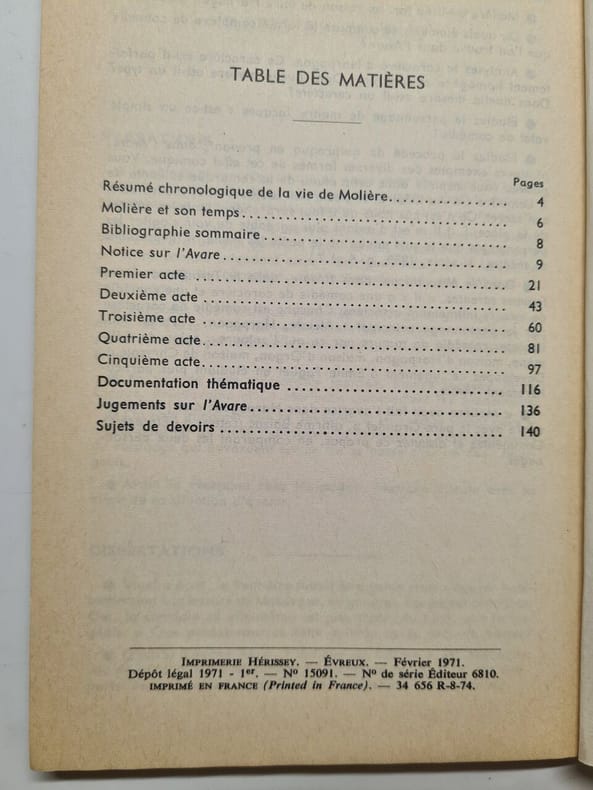 TABLE DES MATIÈRES
Pages
Résumé chronologique de la vie de Molière................. 4
Molière et son temps....................................... 6
Bibliographie sommaire.................................... 8
Notice sur l'Avare........................................ 9
Premier acte ............................................. 21
Deuxième acte ............................................ 43
Troisième acte ........................................... 60
Quatrième acte............................................ 81
Cinquième acte............................................ 97
Documentation thématique ................................. 116
Jugements sur l'Avare..................................... 136
Sujets de devoirs ........................................ 140
IMPRIMERIE HÉRISSEY. — ÉVREUX. — Février 1971.
Dépôt légal 1971 - 1er. — N° 15091. — N° de série Éditeur 6810.
IMPRIMÉ EN FRANCE (Printed in France). — 34 656 R-8-74.